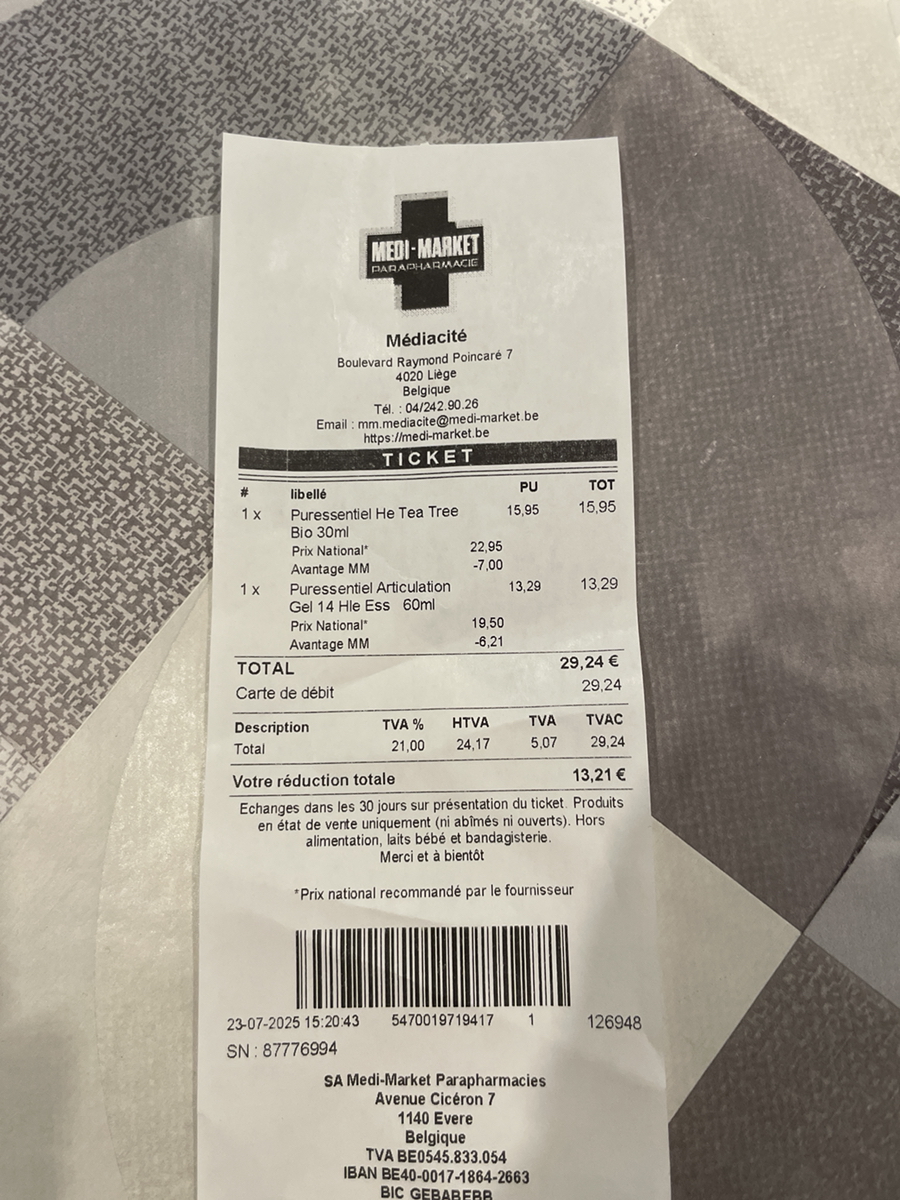 MEDI-MARKET
PARAPHARMACIE
Médiacité
Boulevard Raymond Poincaré 7
4020 Liège
Belgique
Tél. : 04/242.90.26
Email : mm.mediacite@medi-market.be
https://medi-market.be
TICKET
# libellé PU TOT
1 x Puressentiel He Tea Tree 15,95 15,95
Bio 30ml
Prix National* 22,95
Avantage MM -7,00
1 x Puressentiel Articulation 13,29 13,29
Gel 14 Hle Ess 60ml
Prix National* 19,50
Avantage MM -6,21
TOTAL 29,24 €
Carte de débit 29,24
Description TVA % HTVA TVA TVAC
Total 21,00 24,17 5,07 29,24
Votre réduction totale 13,21 €
Echanges dans les 30 jours sur présentation du ticket. Produits
en état de vente uniquement (ni abîmés ni ouverts). Hors
alimentation, laits bébé et bandagisterie.
Merci et à bientôt
*Prix national recommandé par le fournisseur
23-07-2025 15:20:43 5470019719417 1 126948
SN : 87776994
SA Medi-Market Parapharmacies
Avenue Cicéron 7
1140 Evere
Belgique
TVA BE0545.833.054
IBAN BE40-0017-1864-2663
BIC GEBABEBB